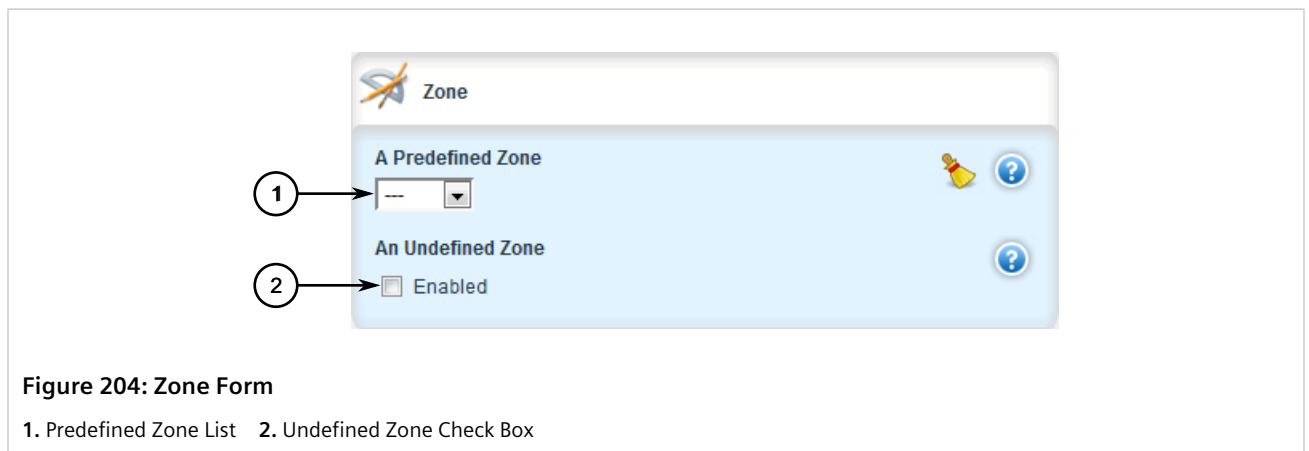 Zone
A Predefined Zone
1
---
An Undefined Zone
2
Enabled
Figure 204: Zone Form
1. Predefined Zone List 2. Undefined Zone Check Box